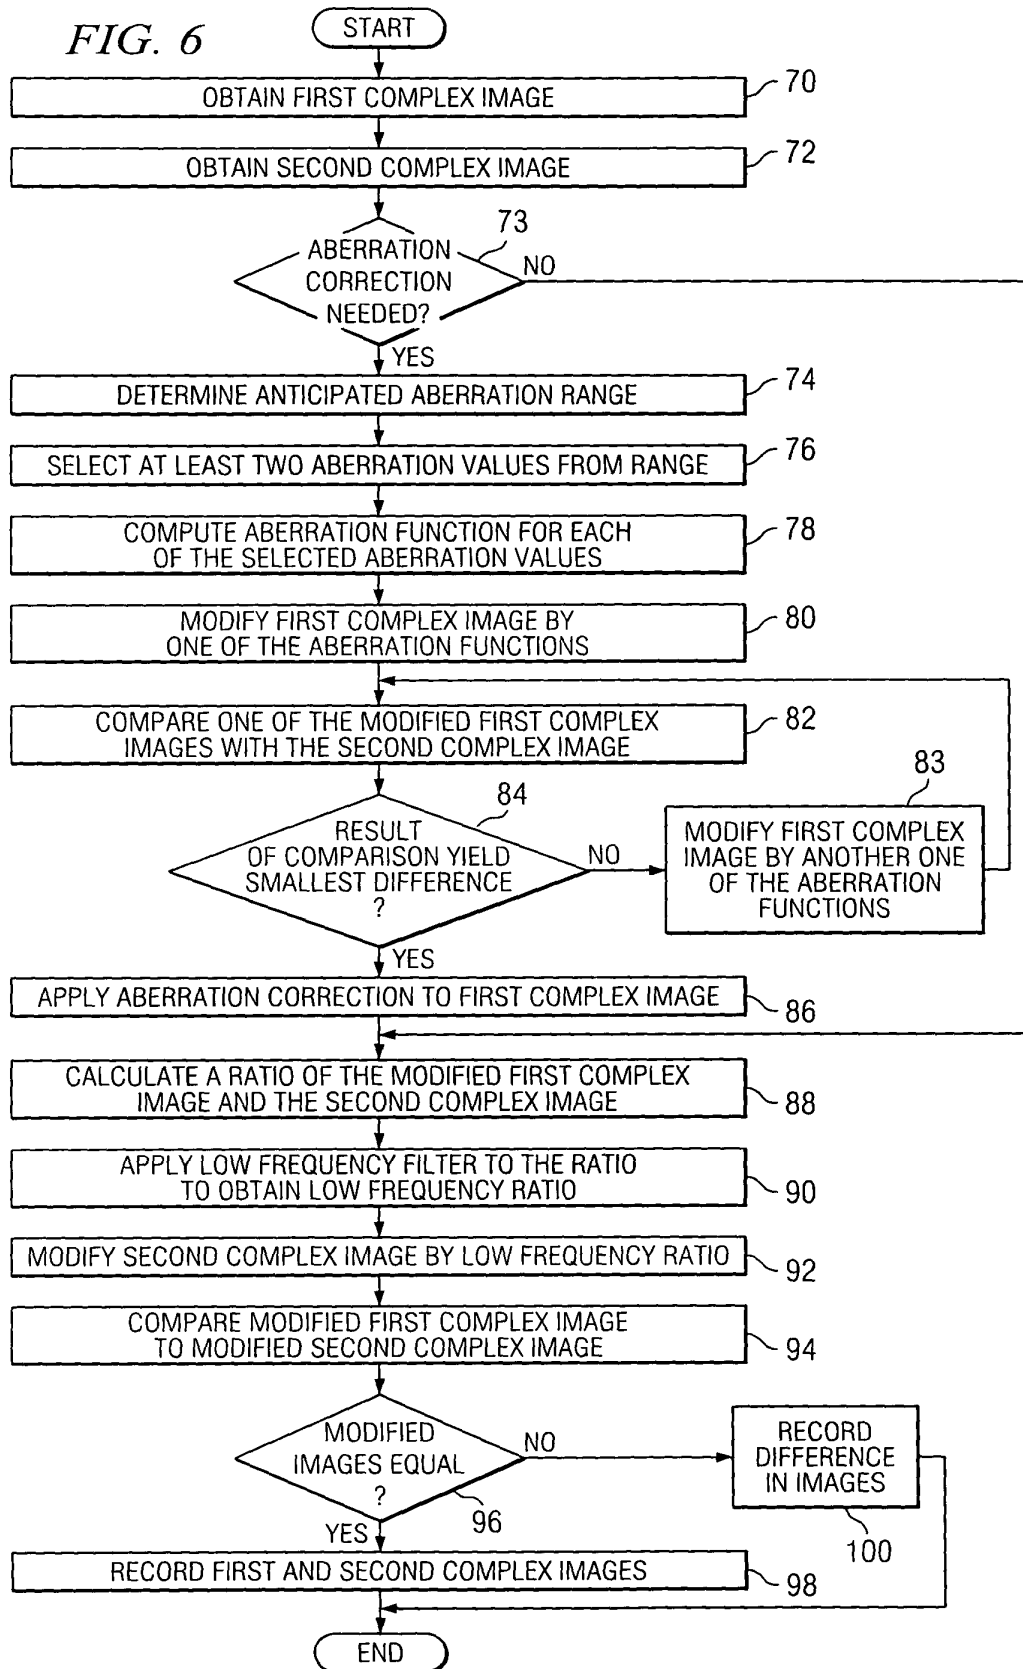 FIG. 6
START
OBTAIN FIRST COMPLEX IMAGE
70
OBTAIN SECOND COMPLEX IMAGE
72
ABERRATION
CORRECTION
NEEDED?
73
NO
YES
DETERMINE ANTICIPATED ABERRATION RANGE
74
SELECT AT LEAST TWO ABERRATION VALUES FROM RANGE
76
COMPUTE ABERRATION FUNCTION FOR EACH
OF THE SELECTED ABERRATION VALUES
78
MODIFY FIRST COMPLEX IMAGE BY
ONE OF THE ABERRATION FUNCTIONS
80
COMPARE ONE OF THE MODIFIED FIRST COMPLEX
IMAGES WITH THE SECOND COMPLEX IMAGE
82
RESULT
OF COMPARISON YIELD
SMALLEST DIFFERENCE
?
84
NO
MODIFY FIRST COMPLEX
IMAGE BY ANOTHER ONE
OF THE ABERRATION
FUNCTIONS
83
YES
APPLY ABERRATION CORRECTION TO FIRST COMPLEX IMAGE
86
CALCULATE A RATIO OF THE MODIFIED FIRST COMPLEX
IMAGE AND THE SECOND COMPLEX IMAGE
88
APPLY LOW FREQUENCY FILTER TO THE RATIO
TO OBTAIN LOW FREQUENCY RATIO
90
MODIFY SECOND COMPLEX IMAGE BY LOW FREQUENCY RATIO
92
COMPARE MODIFIED FIRST COMPLEX IMAGE
TO MODIFIED SECOND COMPLEX IMAGE
94
MODIFIED
IMAGES EQUAL
?
96
NO
RECORD
DIFFERENCE
IN IMAGES
100
YES
RECORD FIRST AND SECOND COMPLEX IMAGES
98
END